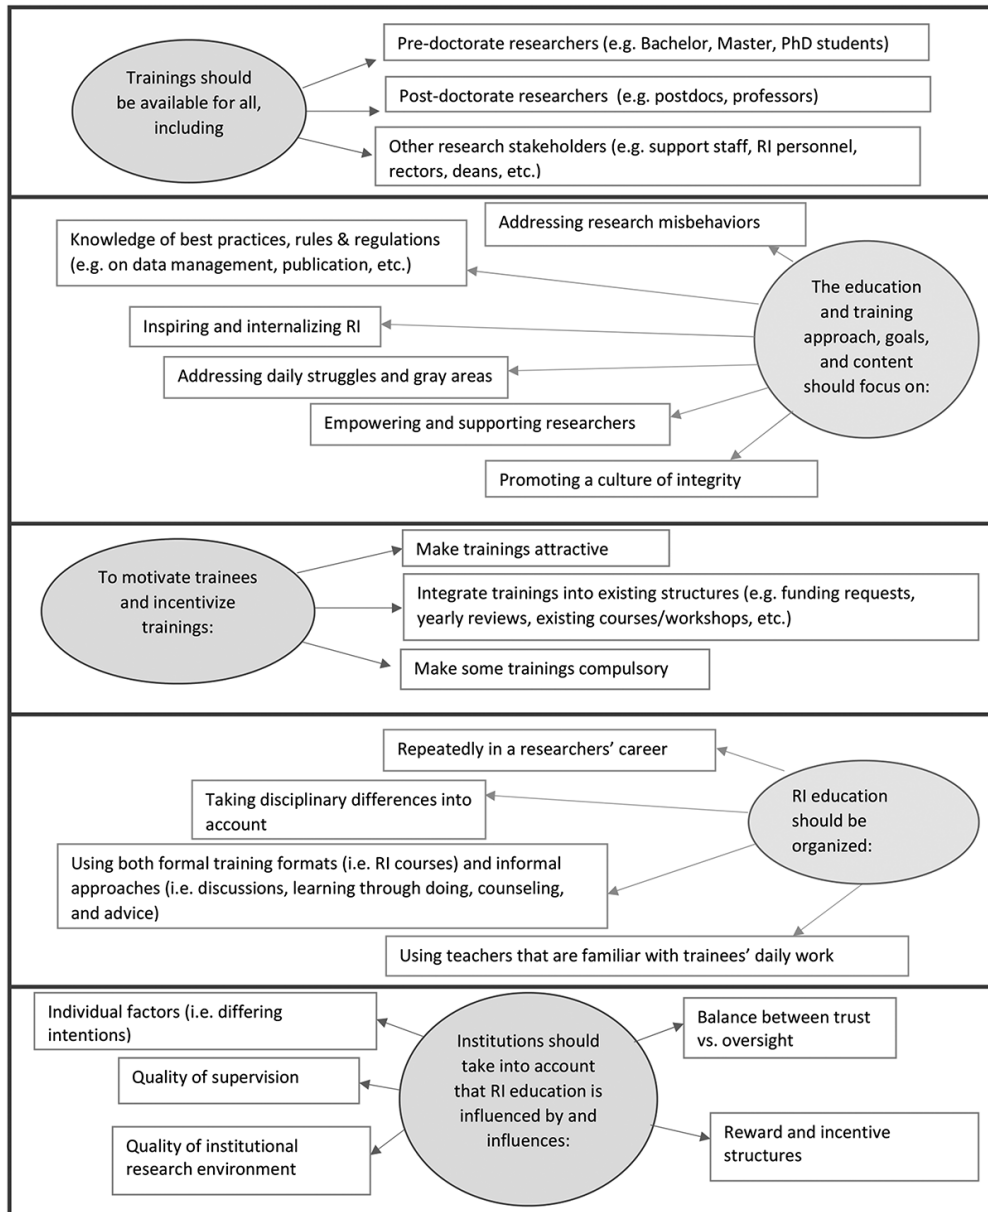 Trainings should
be available for all,
including
Pre-doctorate researchers (e.g. Bachelor, Master, PhD students)
Post-doctorate researchers  (e.g. postdocs, professors)
Other research stakeholders (e.g. support staff, RI personnel,
rectors, deans, etc.)
The education
and training
approach, goals,
and content
should focus on:
Addressing research misbehaviors
Knowledge of best practices, rules & regulations
(e.g. on data management, publication, etc.)
Inspiring and internalizing RI
Addressing daily struggles and gray areas
Empowering and supporting researchers
Promoting a culture of integrity
To motivate trainees
and incentivize
trainings:
Make trainings attractive
Integrate trainings into existing structures (e.g. funding requests,
yearly reviews, existing courses/workshops, etc.)
Make some trainings compulsory
RI education
should be
organized:
Repeatedly in a researchers’ career
Taking disciplinary differences into
account
Using both formal training formats (i.e. RI courses) and informal
approaches (i.e. discussions, learning through doing, counseling,
and advice)
Using teachers that are familiar with trainees’ daily work
Institutions should
take into account
that RI education is
influenced by and
influences:
Individual factors (i.e. differing
intentions)
Quality of supervision
Quality of institutional
research environment
Balance between trust
vs. oversight
Reward and incentive
structures